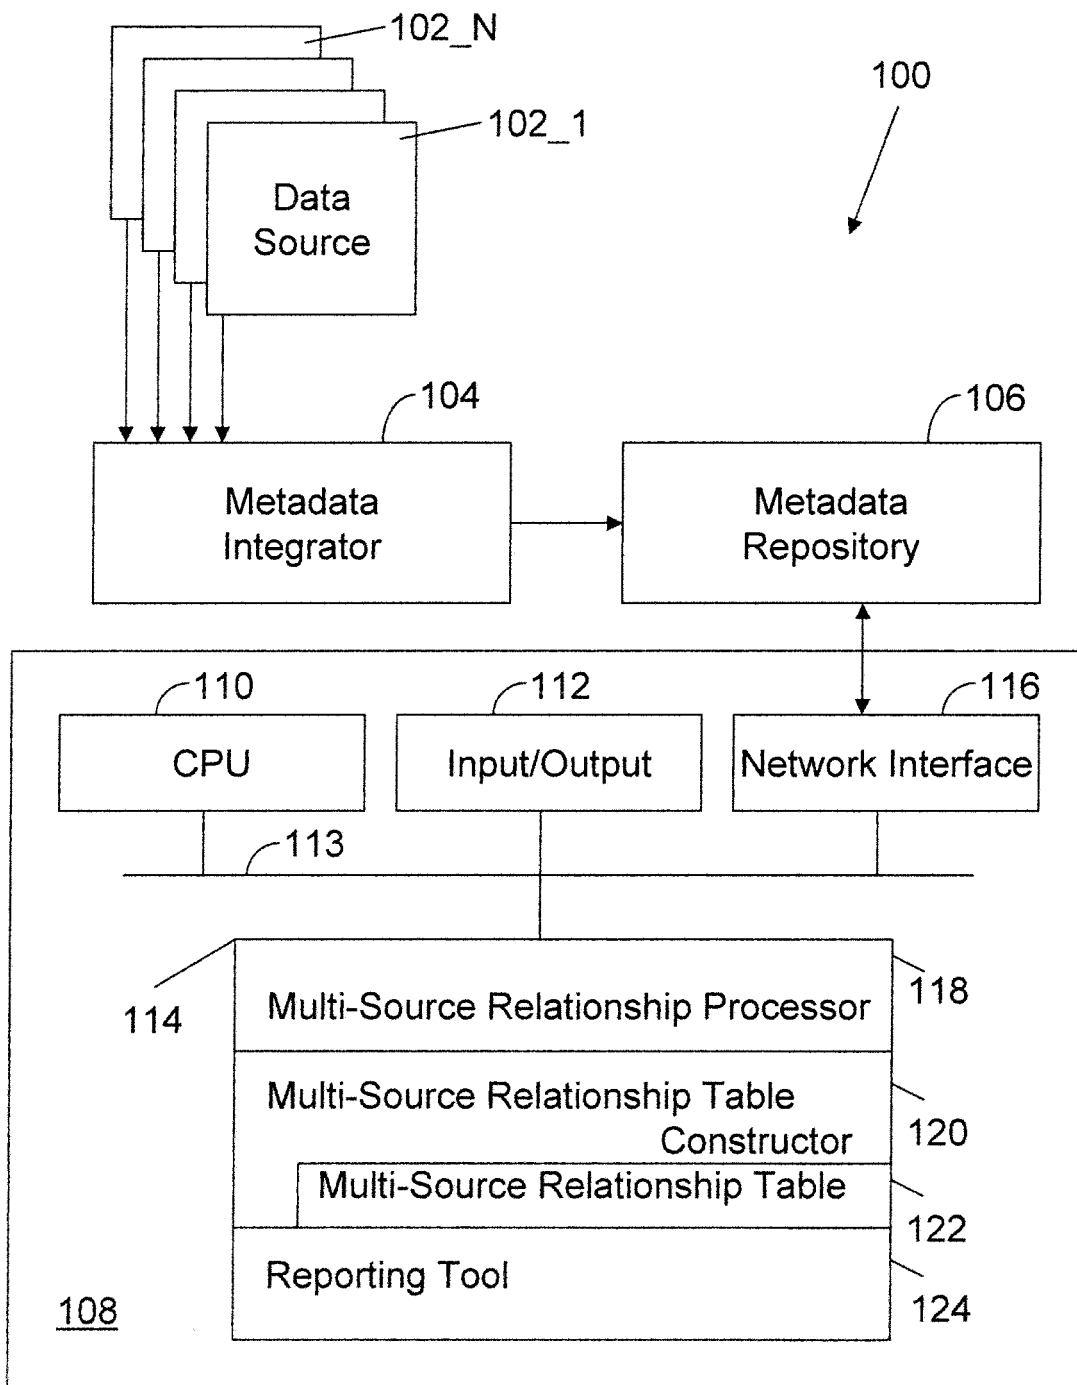 102_N
100
102_1
Data
Source
104
106
Metadata
Integrator
Metadata
Repository
110
112
116
CPU
Input/Output
Network Interface
113
114
Multi-Source Relationship Processor
118
Multi-Source Relationship Table
Constructor
120
Multi-Source Relationship Table
122
Reporting Tool
124
108